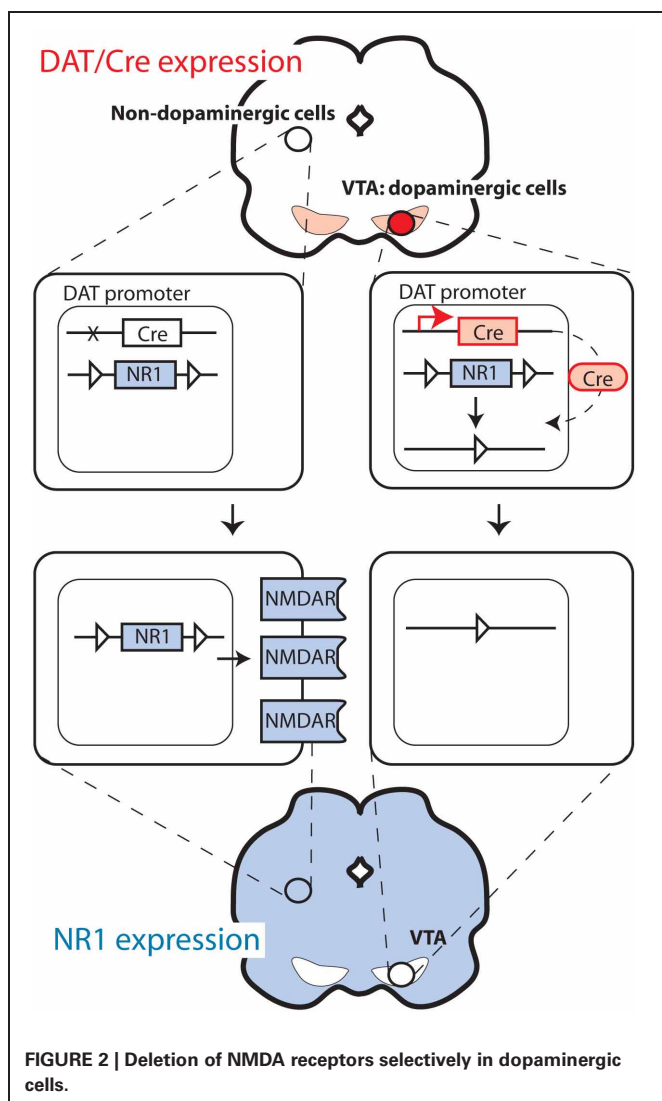 DAT/Cre expression
Non-dopaminergic cells
VTA: dopaminergic cells
DAT promoter
X
Cre
NR1
DAT promoter
Cre
NR1
Cre
NR1
NMDAR
NMDAR
NMDAR
NR1 expression
VTA
FIGURE 2 | Deletion of NMDA receptors selectively in dopaminergic
cells.